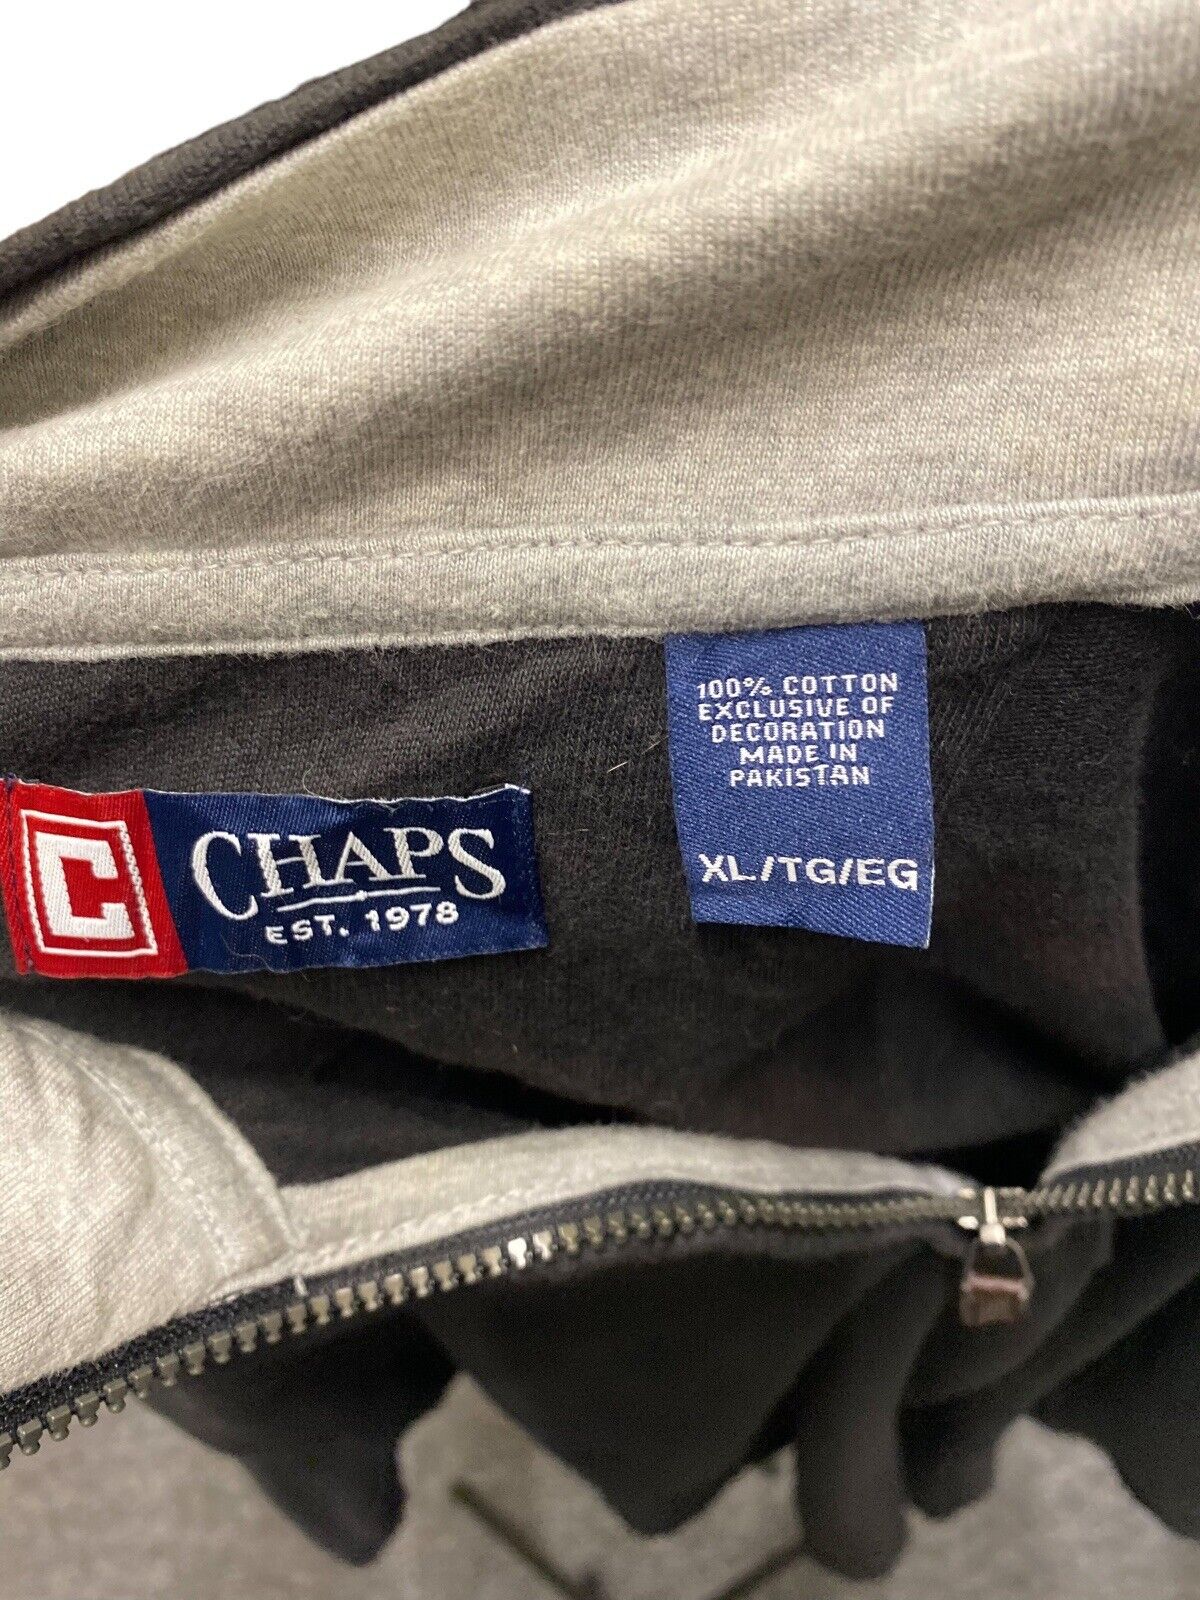 C CHAPS
EST. 1978
100% COTTON
EXCLUSIVE OF
DECORATION
MADE IN
PAKISTAN
XL/TG/EG